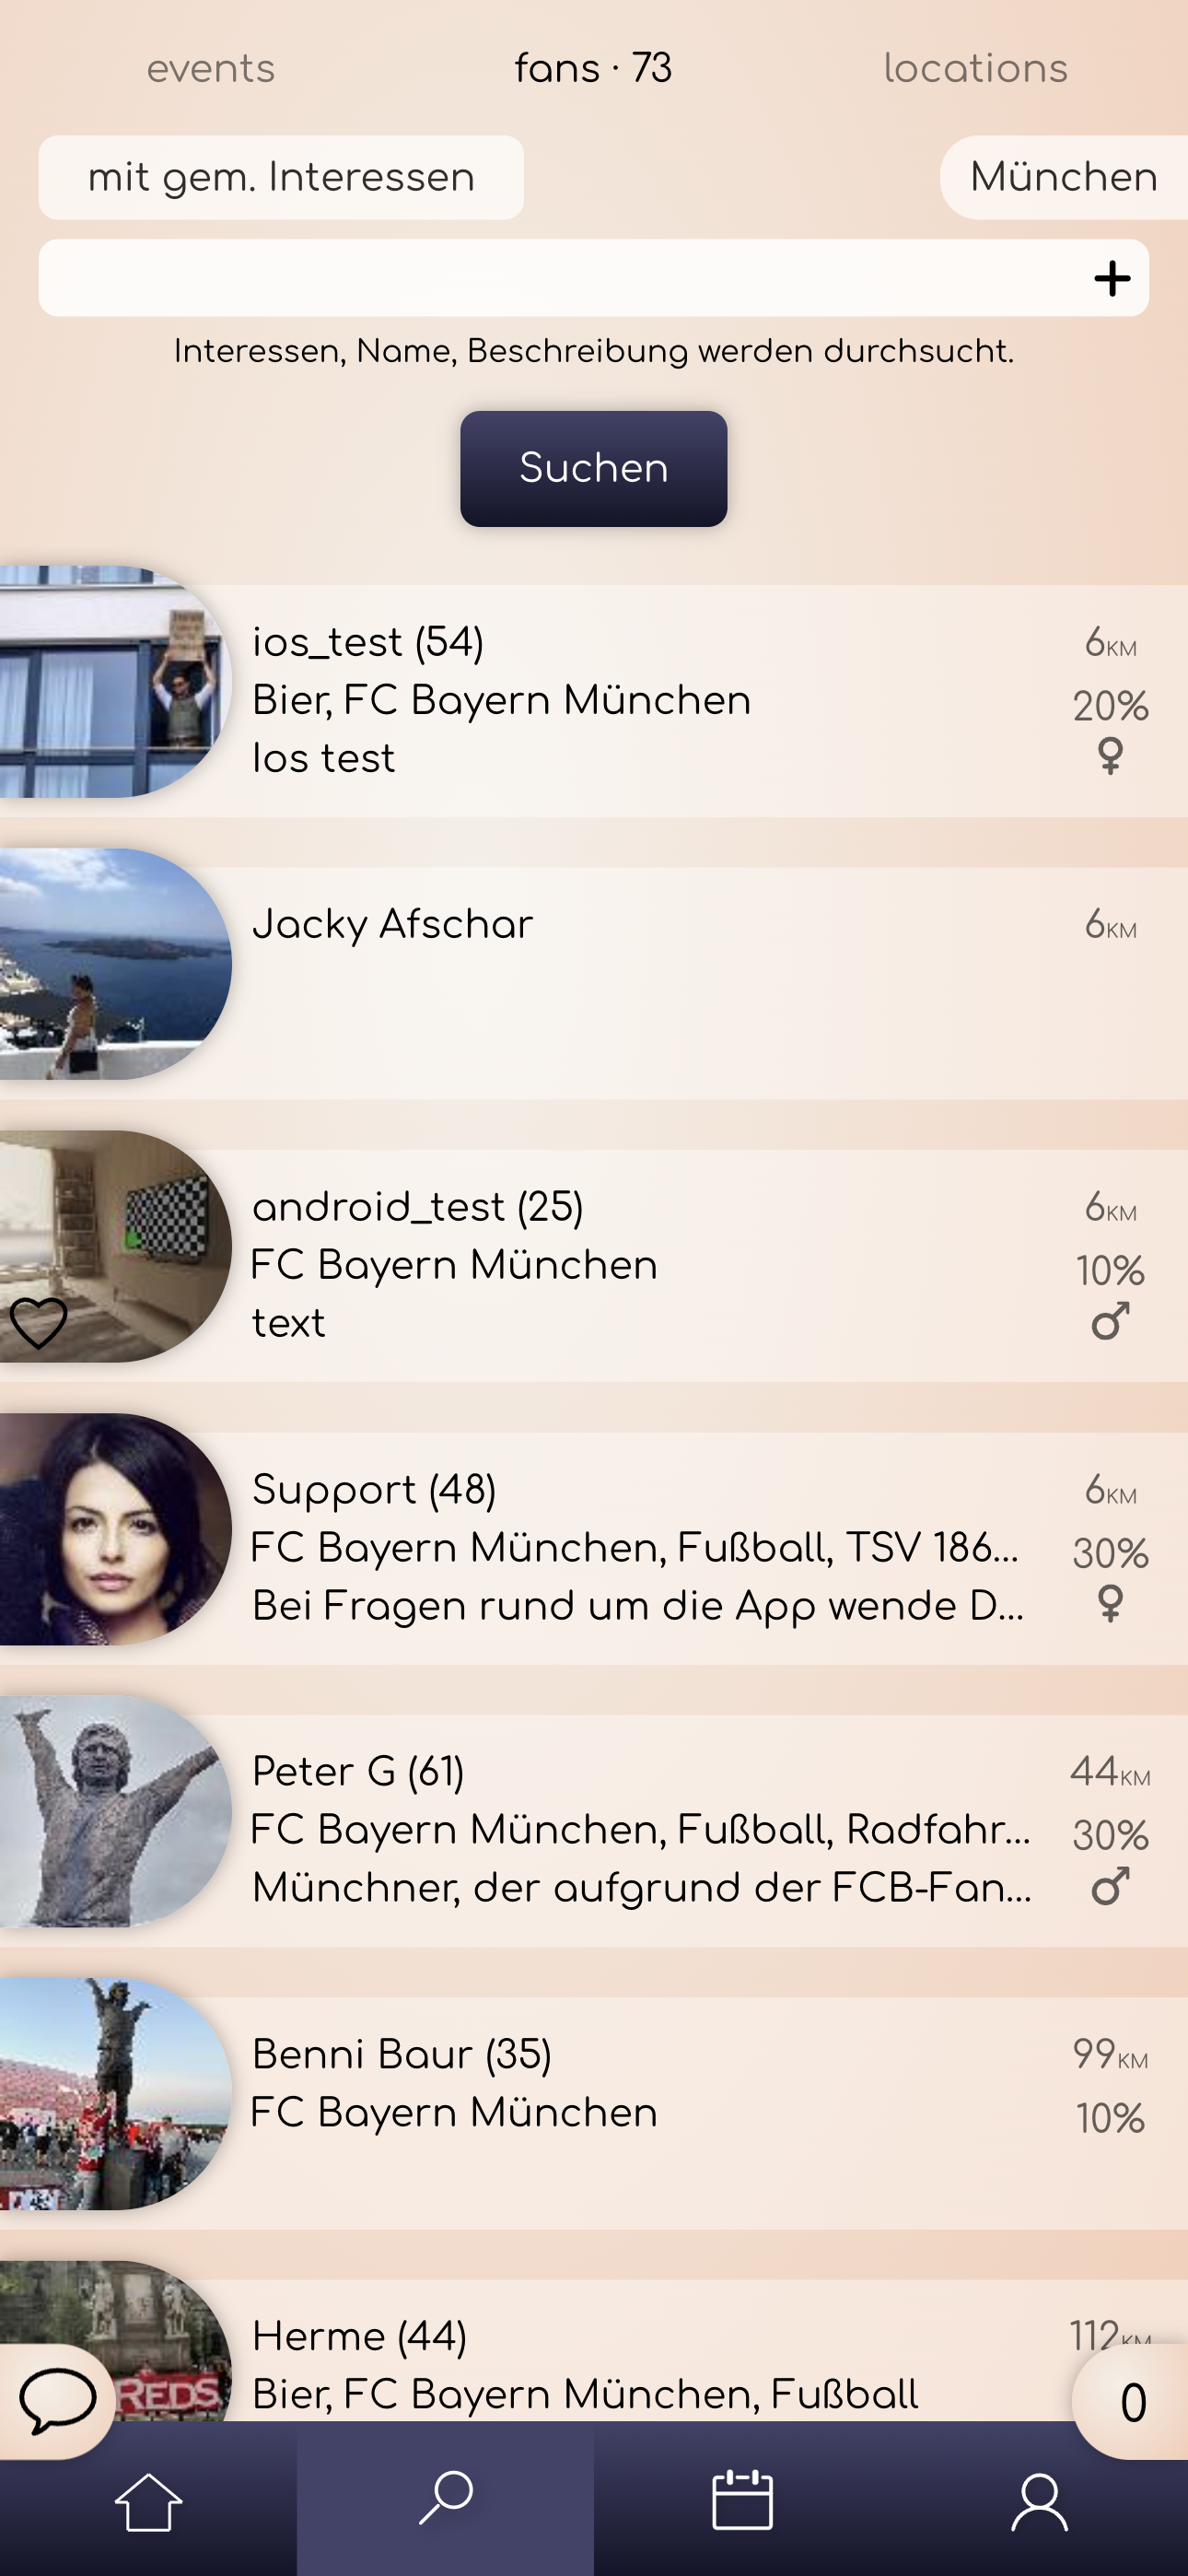 events
fans · 73
locations
mit gem. Interessen
München
Interessen, Name, Beschreibung werden durchsucht.
Suchen
ios_test (54)
6KM
Bier, FC Bayern München
20%
Ios test
Jacky Afschar
6KM
android_test (25)
6KM
FC Bayern München
10%
text
Support (48)
6KM
FC Bayern München, Fußball, TSV 186...
30%
Bei Fragen rund um die App wende D...
Peter G (61)
44KM
FC Bayern München, Fußball, Radfahr...
30%
Münchner, der aufgrund der FCB-Fan...
Benni Baur (35)
99KM
FC Bayern München
10%
Herme (44)
112KM
REDS
Bier, FC Bayern München, Fußball
0